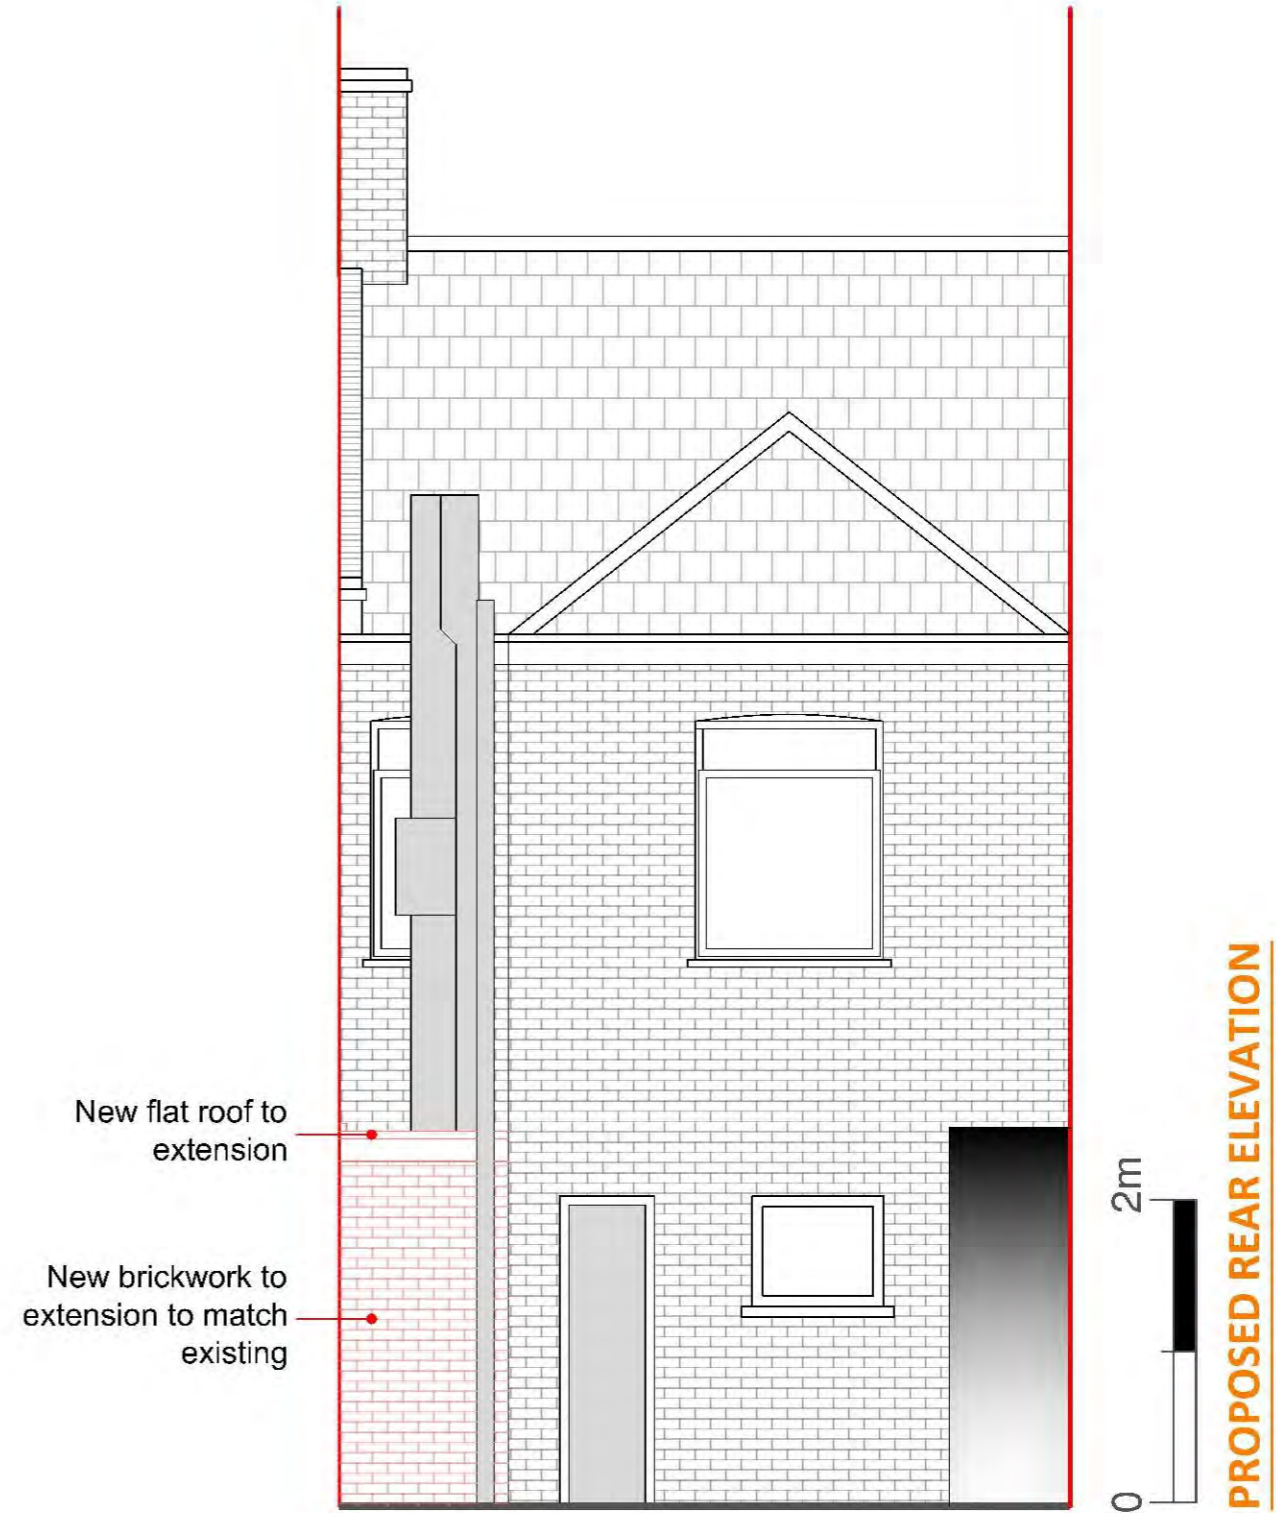 New flat roof to
extension
New brickwork to
extension to match
existing
2m
0
PROPOSED REAR ELEVATION